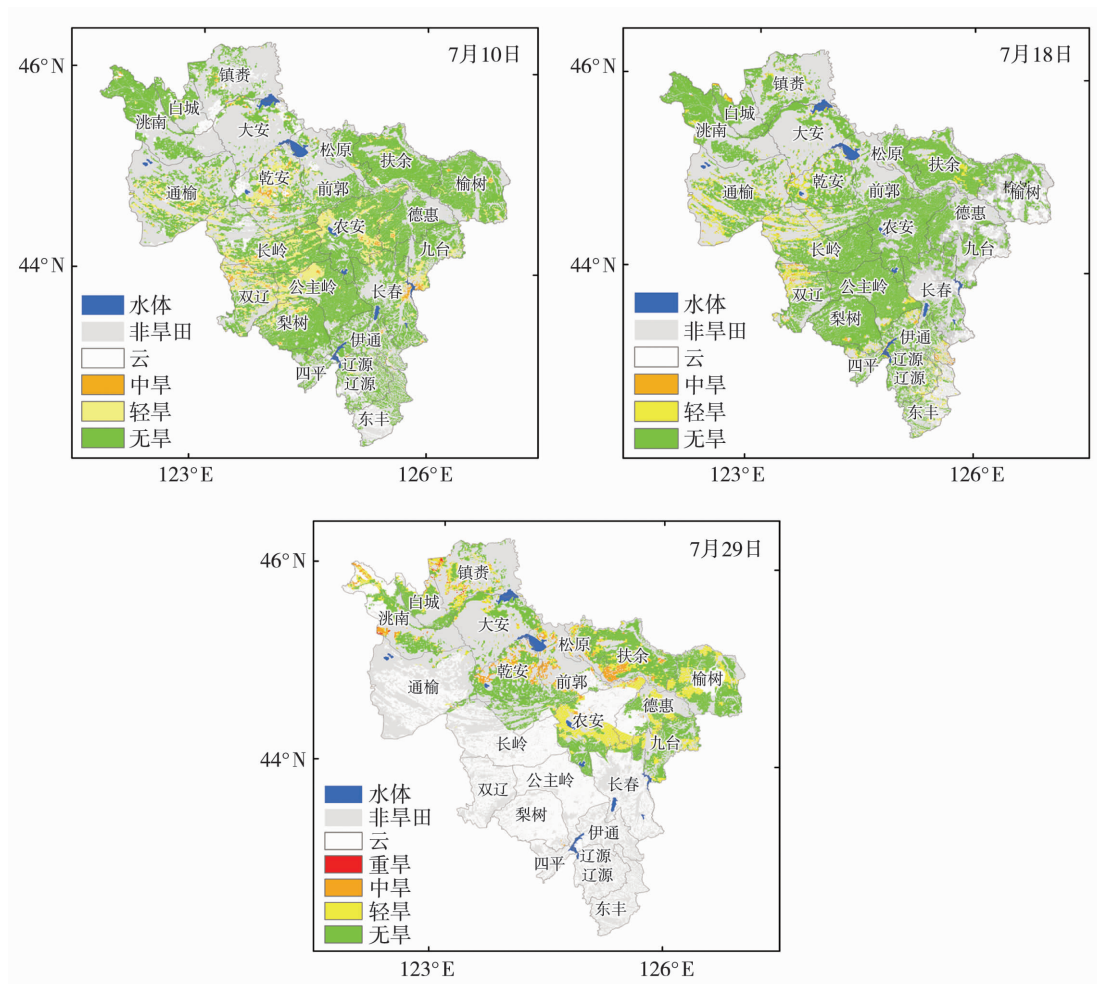 7月10日
46°N
44°N
镇赉
白城
洮南
大安
松原
扶余
榆树
乾安
前郭
通榆
德惠
农安
九台
长岭
公主岭
长春
双辽
梨树
伊通
四平
辽源
辽源
东丰
水体
非旱田
云
中旱
轻旱
无旱
123°E
126°E
7月18日
46°N
44°N
镇赉
白城
洮南
大安
松原
扶余
榆树
乾安
前郭
通榆
德惠
农安
九台
长岭
公主岭
长春
双辽
梨树
伊通
四平
辽源
辽源
东丰
水体
非旱田
云
中旱
轻旱
无旱
123°E
126°E
7月29日
46°N
44°N
镇赉
白城
洮南
大安
松原
扶余
榆树
乾安
前郭
通榆
德惠
农安
九台
长岭
公主岭
长春
双辽
梨树
伊通
四平
辽源
辽源
东丰
水体
非旱田
云
重旱
中旱
轻旱
无旱
123°E
126°E